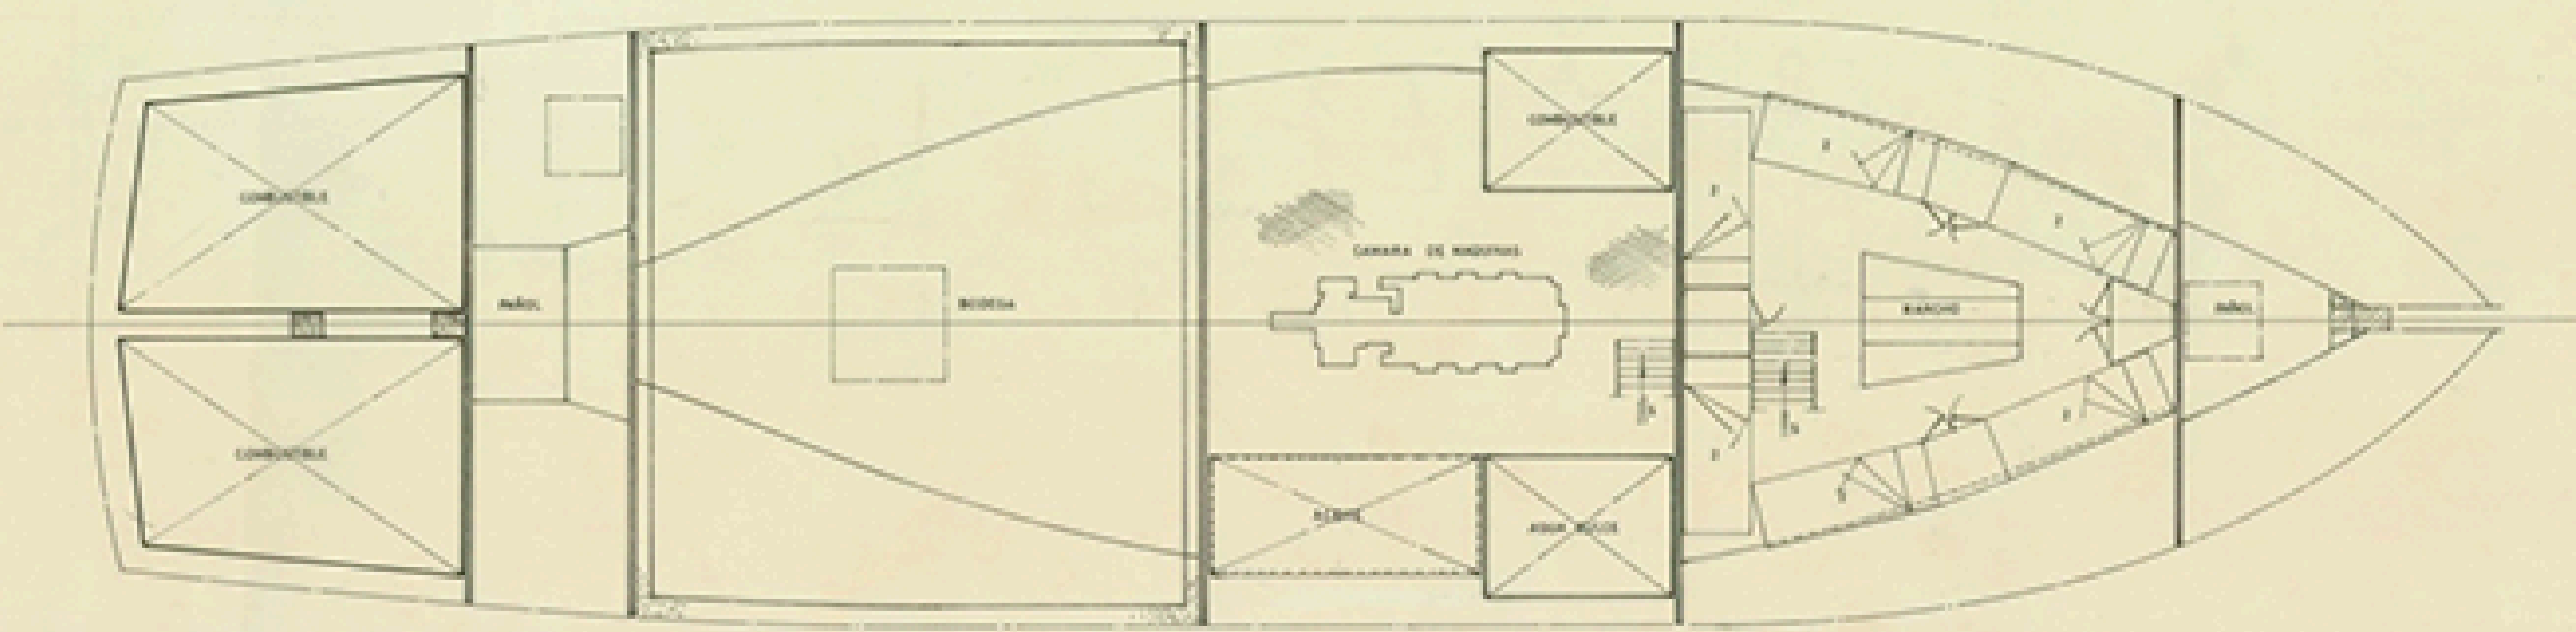 COMBUSTIBLE
COMBUSTIBLE
PAÑOL
BODEGA
CAMARA DE MAQUINAS
COMBUSTIBLE
ACEITE
AGUA DULCE
RANCHO
PAÑOL